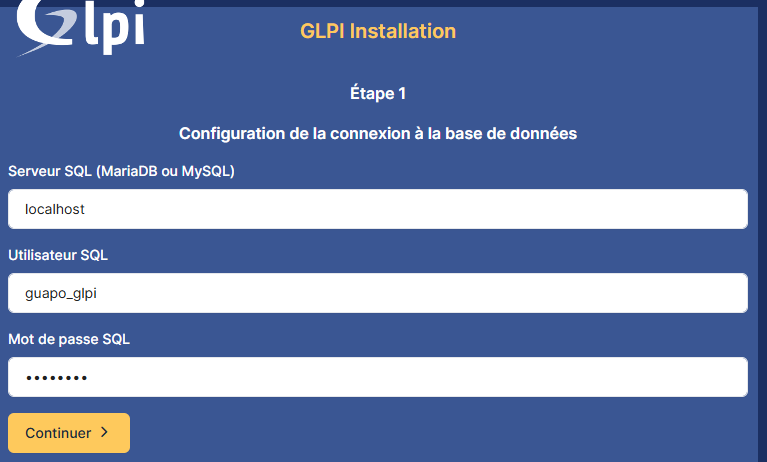 Glpi
GLPI Installation
Étape 1
Configuration de la connexion à la base de données
Serveur SQL (MariaDB ou MySQL)
localhost
Utilisateur SQL
guapo_glpi
Mot de passe SQL
••••••••
Continuer >